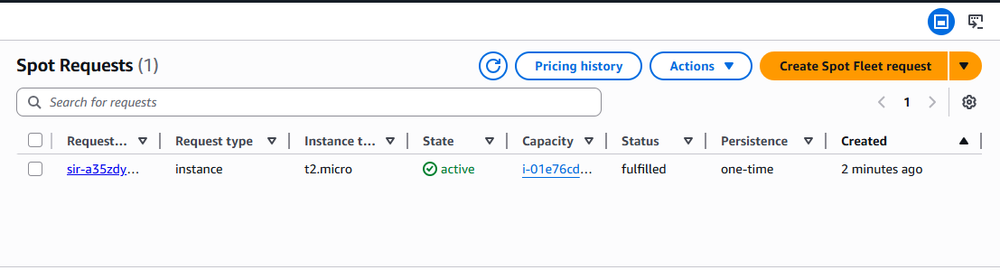 Spot Requests (1)
Pricing history
Actions
Create Spot Fleet request
Search for requests
1
Request... Request type Instance t... State Capacity Status Persistence Created
sir-a35zdy... instance t2.micro active i-01e76cd... fulfilled one-time 2 minutes ago